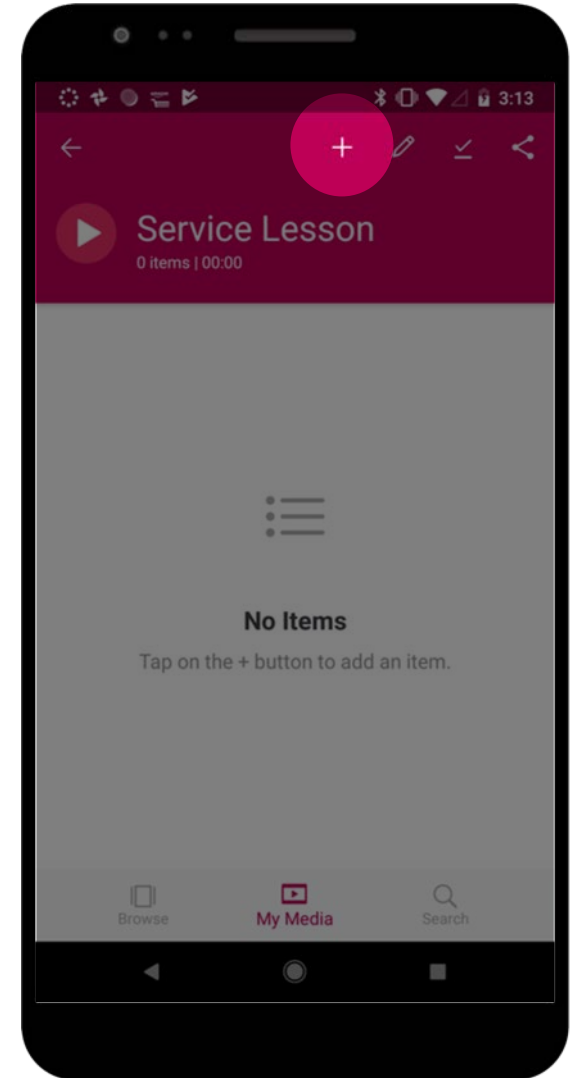 3:13
Service Lesson
0 items | 00:00
No Items
Tap on the + button to add an item.
Browse
My Media
Search